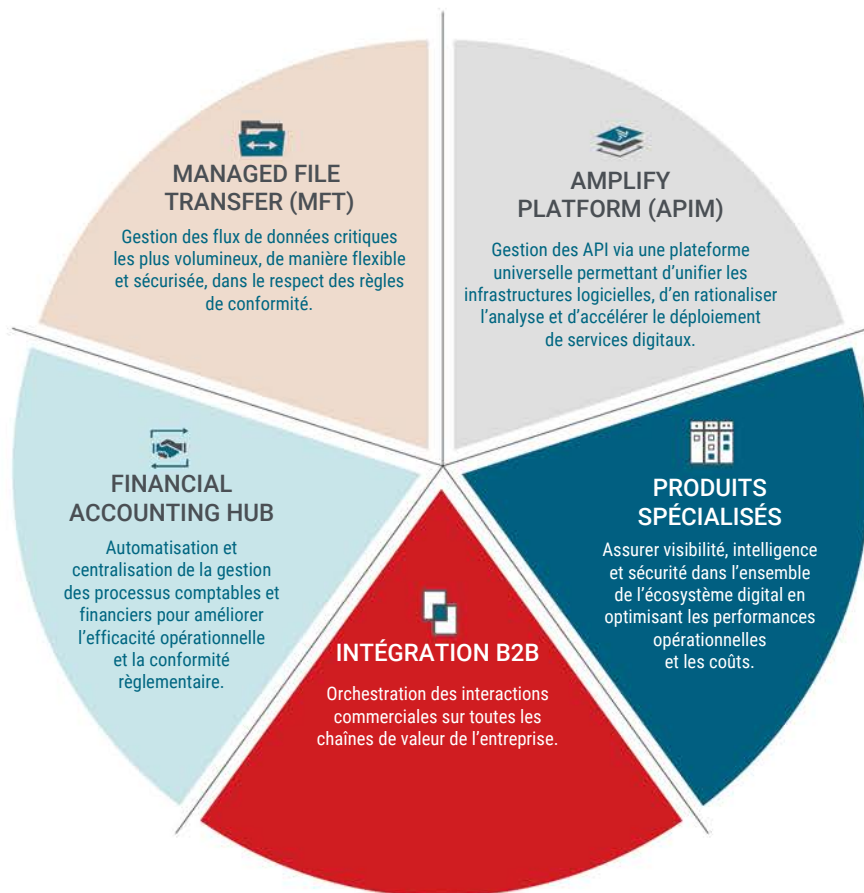 MANAGED FILE
TRANSFER (MFT)
Gestion des flux de données critiques
les plus volumineux, de manière flexible
et sécurisée, dans le respect des règles
de conformité.
AMPLIFY
PLATFORM (APIM)
Gestion des API via une plateforme
universelle permettant d’unifier les
infrastructures logicielles, d’en rationaliser
l’analyse et d’accélérer le déploiement
de services digitaux.
FINANCIAL
ACCOUNTING HUB
Automatisation et
centralisation de la gestion
des processus comptables et
financiers pour améliorer
l’efficacité opérationnelle
et la conformité
règlementaire.
PRODUITS
SPÉCIALISÉS
Assurer visibilité, intelligence
et sécurité dans l’ensemble
de l’écosystème digital en
optimisant les performances
opérationnelles
et les coûts.
INTÉGRATION B2B
Orchestration des interactions
commerciales sur toutes les
chaînes de valeur de l’entreprise.